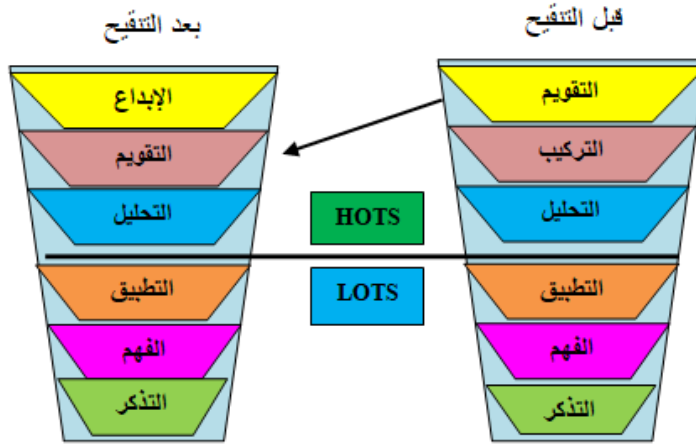 قبل التنقيح
بعد التنقيح
التقويم
التركيب
التحليل
التطبيق
الفهم
التذكر
HOTS
LOTS
الإبداع
التقويم
التحليل
التطبيق
الفهم
التذكر